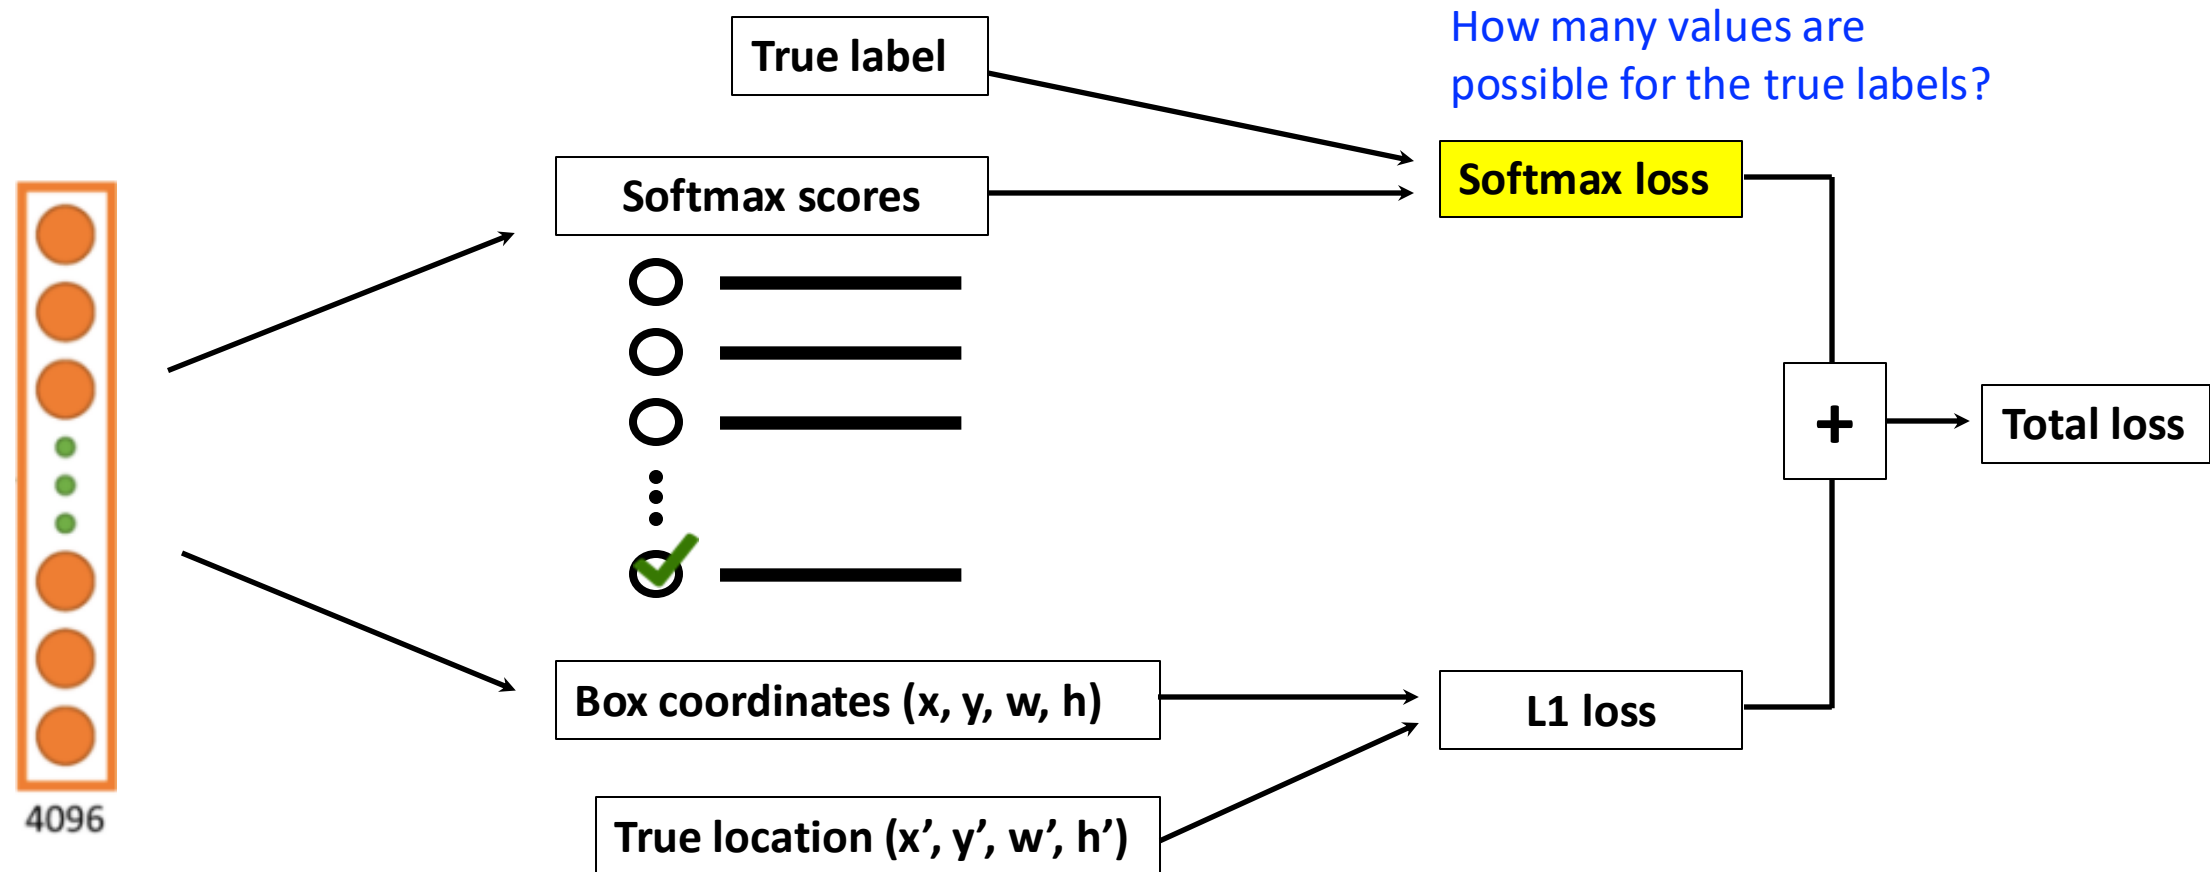 True label
How many values are
possible for the true labels?
Softmax scores
Softmax loss
+
Total loss
Box coordinates (x, y, w, h)
L1 loss
True location (x’, y’, w’, h’)
4096